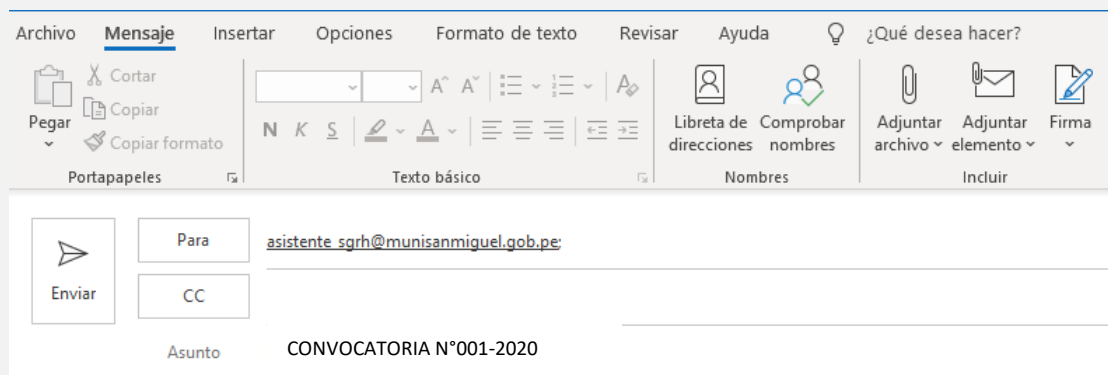 Archivo Mensaje Insertar Opciones Formato de texto Revisar Ayuda ¿Qué desea hacer?
Pegar
Cortar
Copiar
Copiar formato
Portapapeles
N K S A
Texto básico
Libreta de direcciones
Comprobar nombres
Nombres
Adjuntar archivo
Adjuntar elemento
Firma
Incluir
Enviar
Para asistente_sgrh@munisanmiguel.gob.pe;
CC
Asunto CONVOCATORIA N°001-2020